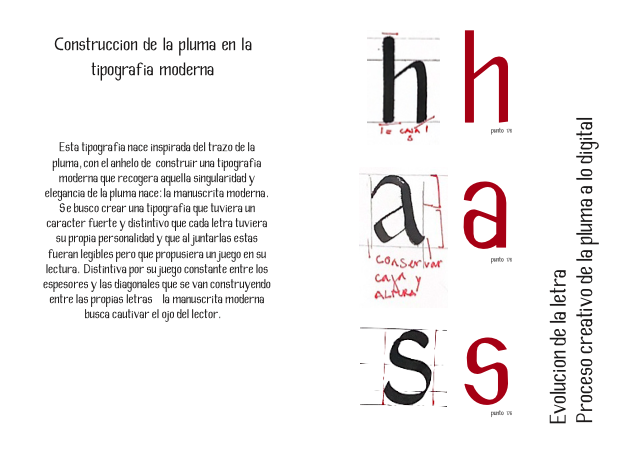 Construccion de la pluma en la
tipografia moderna
Esta tipografia nace inspirada del trazo de la
pluma, con el anhelo de construir una tipografia
moderna que recogera aquella singularidad y
elegancia de la pluma nace: la manuscrita moderna.
Se busco crear una tipografia que tuviera un
caracter fuerte y distintivo que cada letra tuviera
su propia personalidad y que al juntarlas estas
fueran legibles pero que propusiera un juego en su
lectura. Distintiva por su juego constante entre los
espesores y las diagonales que se van construyendo
entre las propias letras la manuscrita moderna
busca cautivar el ojo del lector.
h h
punto 176
a a
punto 176
conservar
caja y
ALTURA
s s
punto 176
Evolucion de la letra
Proceso creativo de la pluma a lo digital